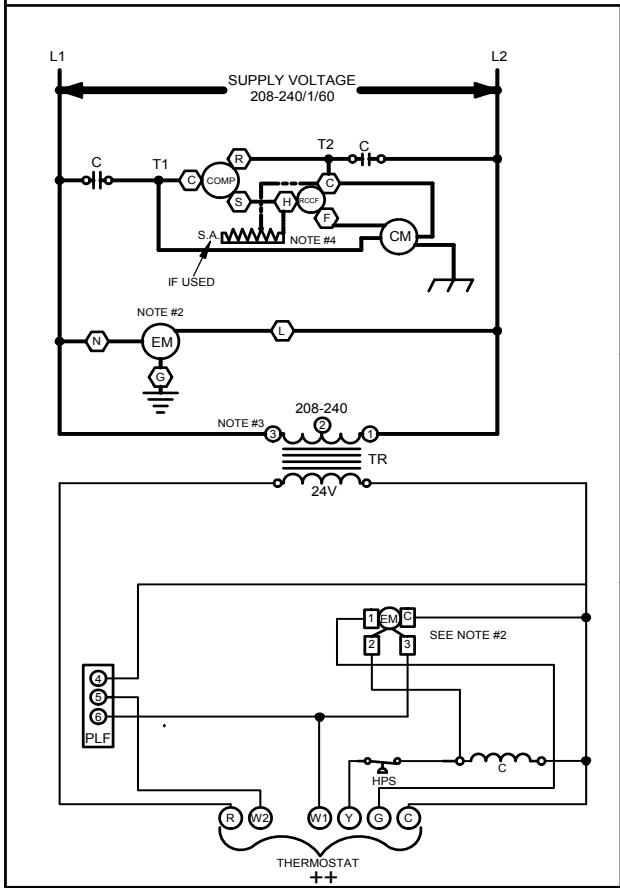 L1 L2
SUPPLY VOLTAGE
208-240/1/60
C T1 C COMP R S T2 C
H RCCF C F
S.A. NOTE #4 CM
IF USED
NOTE #2
N EM L
G
208-240
NOTE #3 3 2 1
TR
24V
1 EM C
2 3
SEE NOTE #2
4
5
6
PLF
HPS C
R W2 W1 Y G C
THERMOSTAT
++